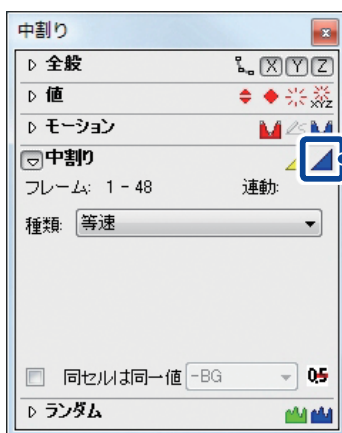 中割り
全般 X Y Z
値 XYZ
モーション
中割り
フレーム: 1 - 48 連動:
種類: 等速
同セルは同一値 -BG 0.5
ランダム